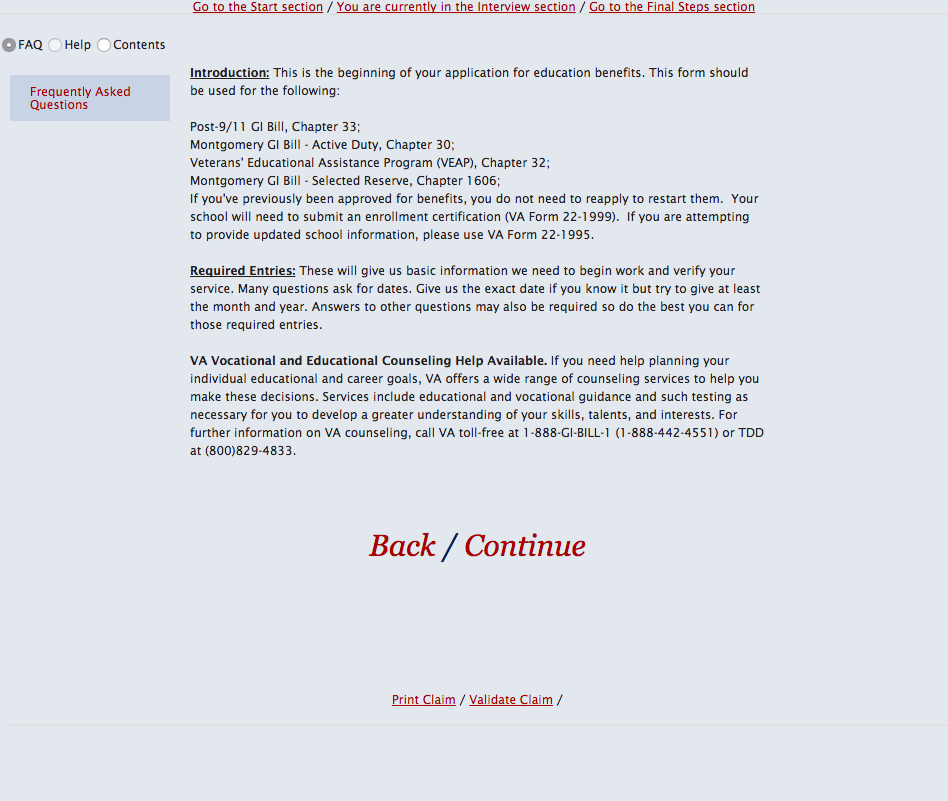 Go to the Start section / You are currently in the Interview section / Go to the Final Steps section
FAQ Help Contents
Frequently Asked
Questions
Introduction: This is the beginning of your application for education benefits. This form should
be used for the following:
Post-9/11 GI Bill, Chapter 33;
Montgomery GI Bill - Active Duty, Chapter 30;
Veterans' Educational Assistance Program (VEAP), Chapter 32;
Montgomery GI Bill - Selected Reserve, Chapter 1606;
If you've previously been approved for benefits, you do not need to reapply to restart them.  Your
school will need to submit an enrollment certification (VA Form 22-1999).  If you are attempting
to provide updated school information, please use VA Form 22-1995.
Required Entries: These will give us basic information we need to begin work and verify your
service. Many questions ask for dates. Give us the exact date if you know it but try to give at least
the month and year. Answers to other questions may also be required so do the best you can for
those required entries.
VA Vocational and Educational Counseling Help Available. If you need help planning your
individual educational and career goals, VA offers a wide range of counseling services to help you
make these decisions. Services include educational and vocational guidance and such testing as
necessary for you to develop a greater understanding of your skills, talents, and interests. For
further information on VA counseling, call VA toll-free at 1-888-GI-BILL-1 (1-888-442-4551) or TDD
at (800)829-4833.
Back / Continue
Print Claim / Validate Claim /